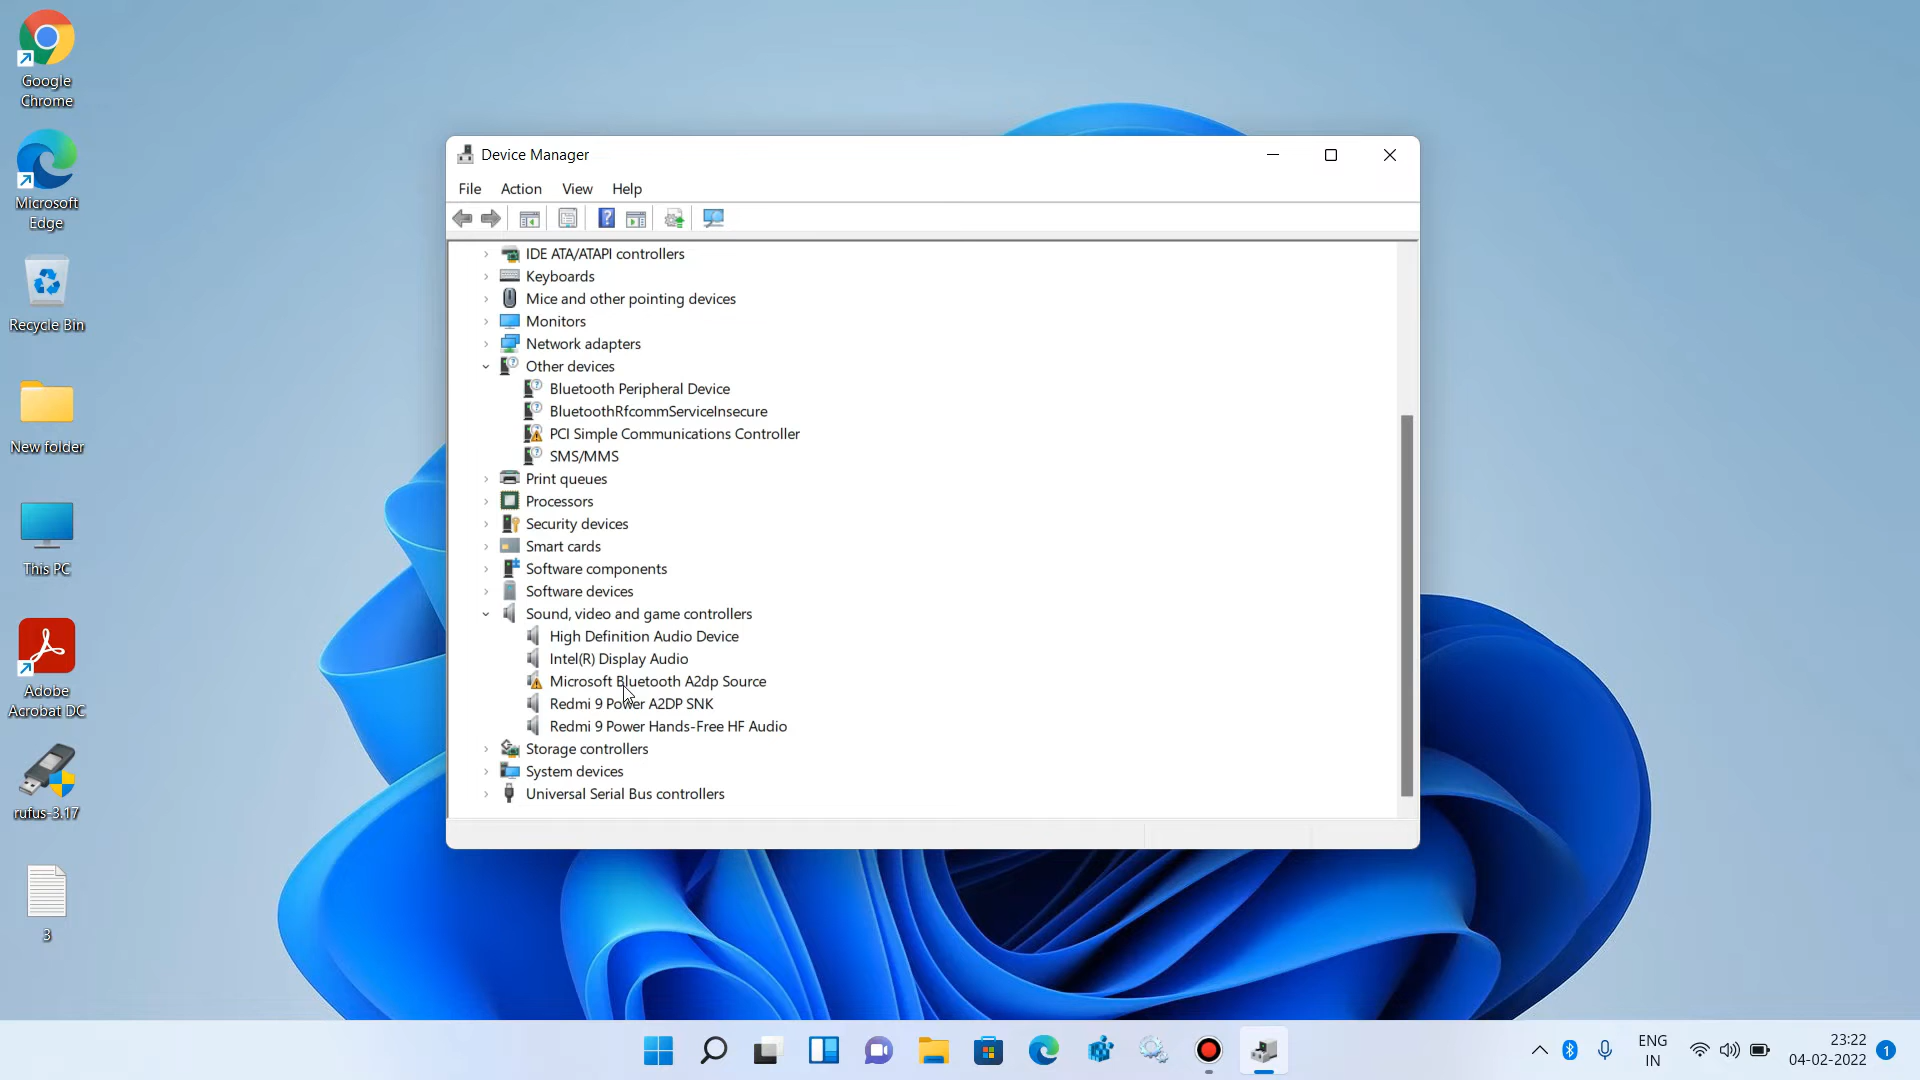 Google
Chrome
Microsoft
Edge
Recycle Bin
New folder
This PC
Adobe
Acrobat DC
rufus-3.17
3
Device Manager
File Action View Help
IDE ATA/ATAPI controllers
Keyboards
Mice and other pointing devices
Monitors
Network adapters
Other devices
Bluetooth Peripheral Device
BluetoothRfcommServiceInsecure
PCI Simple Communications Controller
SMS/MMS
Print queues
Processors
Security devices
Smart cards
Software components
Software devices
Sound, video and game controllers
High Definition Audio Device
Intel(R) Display Audio
Microsoft Bluetooth A2dp Source
Redmi 9 Power A2DP SNK
Redmi 9 Power Hands-Free HF Audio
Storage controllers
System devices
Universal Serial Bus controllers
ENG
IN
23:22
04-02-2022
1